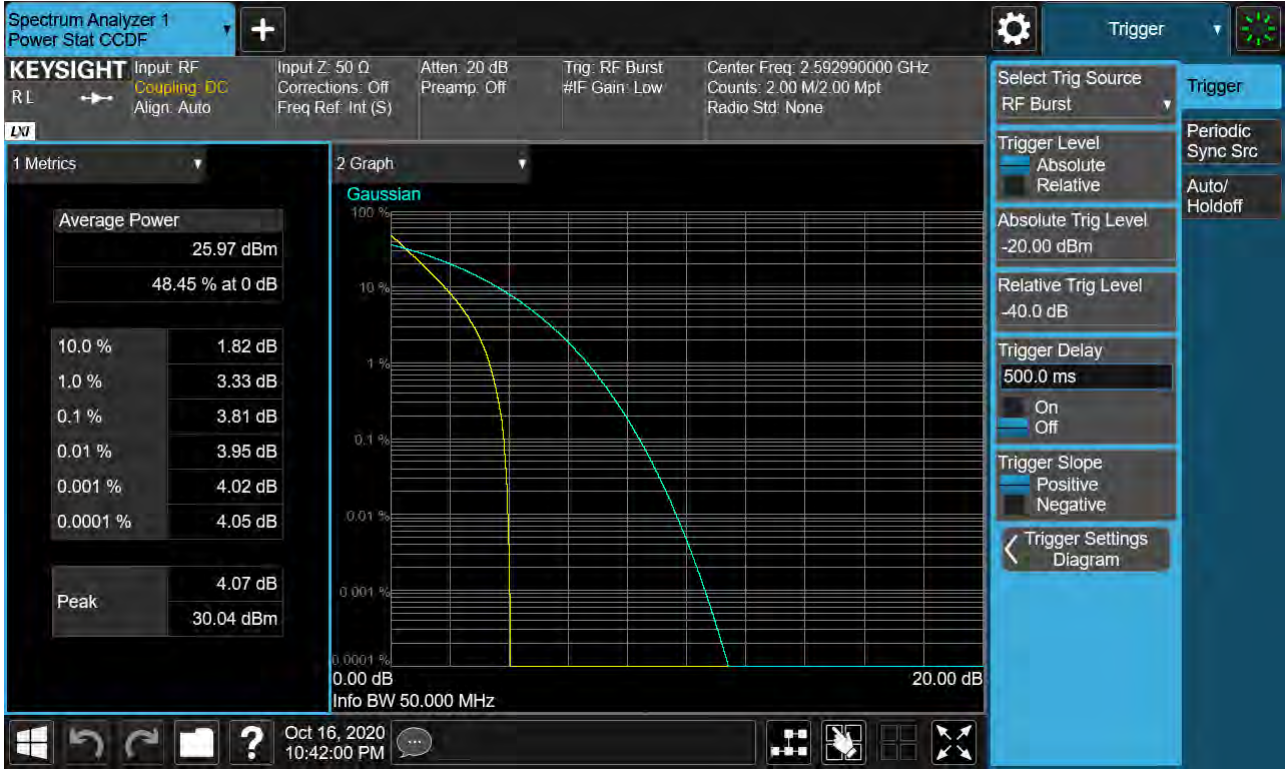 Spectrum Analyzer 1
Power Stat CCDF
+
Trigger
KEYSIGHT
RL
LXI
Input: RF
Coupling: DC
Align: Auto
Input Z: 50 Ω
Corrections: Off
Freq Ref: Int (S)
Atten: 20 dB
Preamp: Off
Trig: RF Burst
#IF Gain: Low
Center Freq: 2.592990000 GHz
Counts: 2.00 M/2.00 Mpt
Radio Std: None
1 Metrics
Average Power
25.97 dBm
48.45 % at 0 dB
10.0 % 1.82 dB
1.0 % 3.33 dB
0.1 % 3.81 dB
0.01 % 3.95 dB
0.001 % 4.02 dB
0.0001 % 4.05 dB
Peak
4.07 dB
30.04 dBm
2 Graph
Gaussian
100 %
10 %
1 %
0.1 %
0.01 %
0.001 %
0.0001 %
0.00 dB 20.00 dB
Info BW 50.000 MHz
Select Trig Source
RF Burst
Trigger Level
Absolute
Relative
Absolute Trig Level
-20.00 dBm
Relative Trig Level
-40.0 dB
Trigger Delay
500.0 ms
On
Off
Trigger Slope
Positive
Negative
Trigger Settings
Diagram
Trigger
Periodic
Sync Src
Auto/
Holdoff
?
Oct 16, 2020
10:42:00 PM